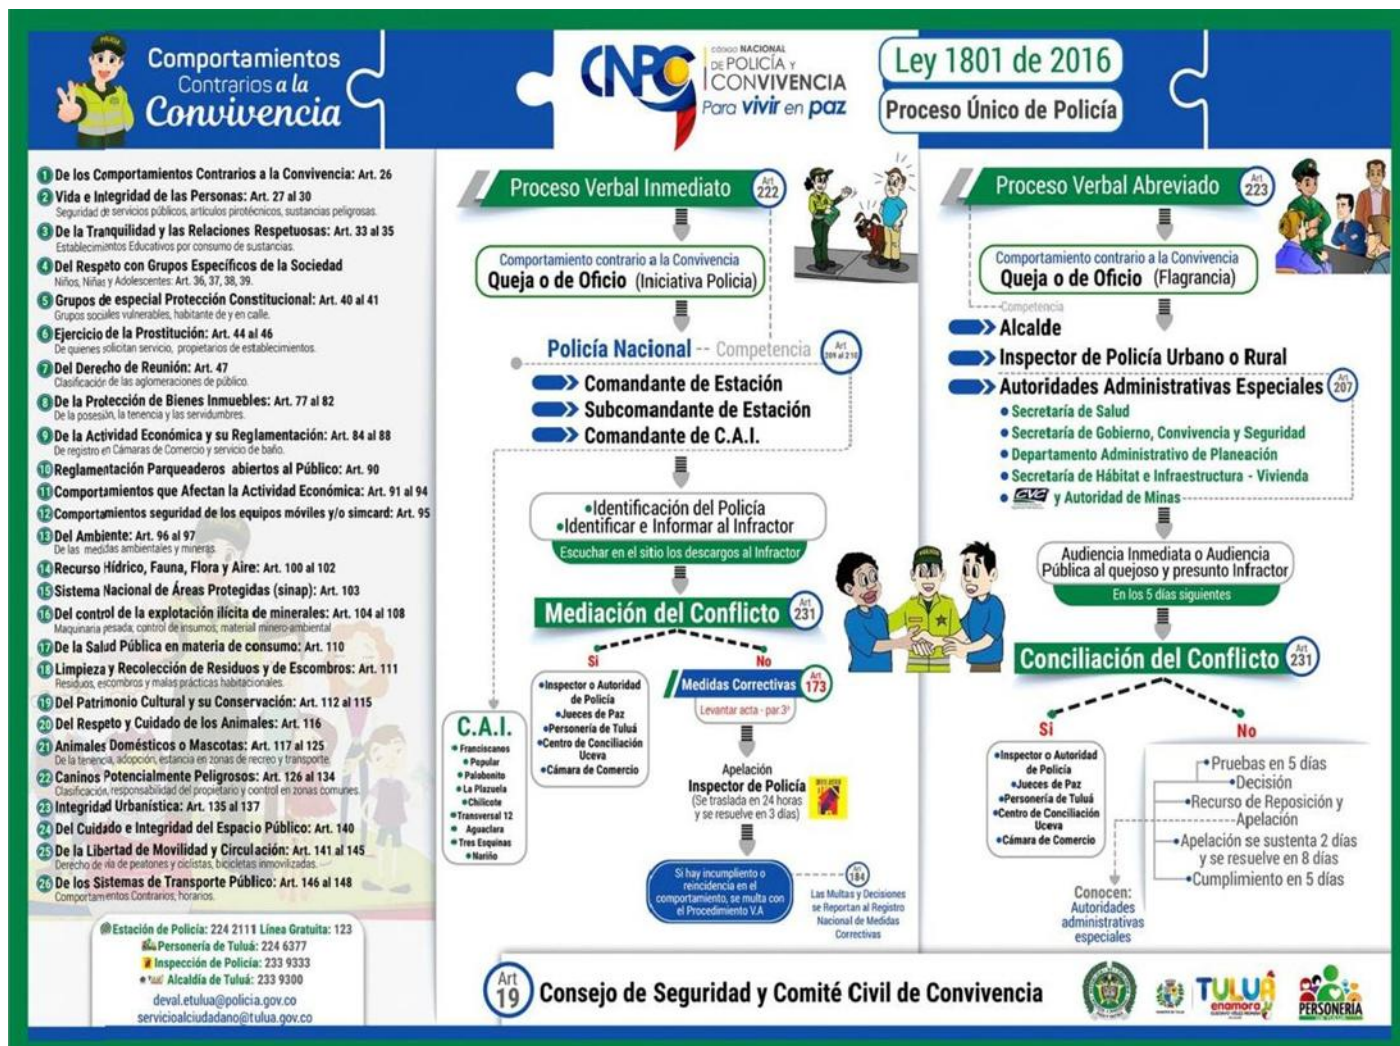 Comportamientos
Contrarios a la
Convivencia
CNPC
CÓDIGO NACIONAL
DE POLICÍA Y
CONVIVENCIA
Para vivir en paz
Ley 1801 de 2016
Proceso Único de Policía
1 De los Comportamientos Contrarios a la Convivencia: Art. 26
2 Vida e Integridad de las Personas: Art. 27 al 30
Seguridad de servicios públicos, artículos pirotécnicos, sustancias peligrosas.
3 De la Tranquilidad y las Relaciones Respetuosas: Art. 33 al 35
Establecimientos Educativos por consumo de sustancias.
4 Del Respeto con Grupos Específicos de la Sociedad
Niños, Niñas y Adolescentes: Art. 36, 37, 38, 39.
5 Grupos de especial Protección Constitucional: Art. 40 al 41
Grupos sociales vulnerables, habitante de y en calle.
6 Ejercicio de la Prostitución: Art. 44 al 46
De quienes solicitan servicio, propietarios de establecimientos.
7 Del Derecho de Reunión: Art. 47
Clasificación de las aglomeraciones de público.
8 De la Protección de Bienes Inmuebles: Art. 77 al 82
De la posesión, la tenencia y las servidumbres.
9 De la Actividad Económica y su Reglamentación: Art. 84 al 88
De registro en Cámaras de Comercio y servicio de baño.
10 Reglamentación Parqueaderos abiertos al Público: Art. 90
11 Comportamientos que Afectan la Actividad Económica: Art. 91 al 94
12 Comportamientos seguridad de los equipos móviles y/o simcard: Art. 95
13 Del Ambiente: Art. 96 al 97
De las medidas ambientales y mineras.
14 Recurso Hídrico, Fauna, Flora y Aire: Art. 100 al 102
15 Sistema Nacional de Áreas Protegidas (sinap): Art. 103
16 Del control de la explotación ilícita de minerales: Art. 104 al 108
Maquinaria pesada; control de insumos; material minero-ambiental
17 De la Salud Pública en materia de consumo: Art. 110
18 Limpieza y Recolección de Residuos y de Escombros: Art. 111
Residuos, escombros y malas prácticas habitacionales.
19 Del Patrimonio Cultural y su Conservación: Art. 112 al 115
20 Del Respeto y Cuidado de los Animales: Art. 116
21 Animales Domésticos o Mascotas: Art. 117 al 125
De la tenencia, adopción, estancia en zonas de recreo y transporte.
22 Caninos Potencialmente Peligrosos: Art. 126 al 134
Clasificación, responsabilidad del propietario y control en zonas comunes.
23 Integridad Urbanística: Art. 135 al 137
24 Del Cuidado e Integridad del Espacio Público: Art. 140
25 De la Libertad de Movilidad y Circulación: Art. 141 al 145
Derecho de vía de peatones y ciclistas, bicicletas inmovilizadas.
26 De los Sistemas de Transporte Público: Art. 146 al 148
Comportamientos Contrarios; horarios.
Estación de Policía: 224 2111 Línea Gratuita: 123
Personería de Tuluá: 224 6377
Inspección de Policía: 233 9333
Alcaldía de Tuluá: 233 9300
deval.etulua@policia.gov.co
servicioalciudadano@tulua.gov.co
Proceso Verbal Inmediato
Art 222
Comportamiento contrario a la Convivencia
Queja o de Oficio (Iniciativa Policia)
Policía Nacional -- Competencia
Art 209 al 210
Comandante de Estación
Subcomandante de Estación
Comandante de C.A.I.
•Identificación del Policía
•Identificar e Informar al Infractor
Escuchar en el sitio los descargos al Infractor
Mediación del Conflicto
Art 231
Si
No
•Inspector o Autoridad
de Policía
•Jueces de Paz
•Personería de Tuluá
•Centro de Conciliación
Uceva
•Cámara de Comercio
Medidas Correctivas
Art 173
Levantar acta - par.3º
C.A.I.
• Franciscanos
• Popular
• Palobonito
• La Plazuela
• Chilicote
• Transversal 12
• Aguaclara
• Tres Esquinas
• Nariño
Apelación
Inspector de Policía
(Se traslada en 24 horas
y se resuelve en 3 días)
Si hay incumplintio o
reincidencia en el
comportamiento, se multa con
el Procedimiento V.A
Art 184
Las Multas y Decisiones
se Reportan al Registro
Nacional de Medidas
Correctivas
Proceso Verbal Abreviado
Art 223
Comportamiento contrario a la Convivencia
Queja o de Oficio (Flagrancia)
Competencia
Alcalde
Inspector de Policía Urbano o Rural
Autoridades Administrativas Especiales
Art 207
• Secretaría de Salud
• Secretaría de Gobierno, Convivencia y Seguridad
• Departamento Administrativo de Planeación
• Secretaría de Hábitat e Infraestructura - Vivienda
• CVC y Autoridad de Minas
Audiencia Inmediata o Audiencia
Pública al quejoso y presunto Infractor
En los 5 días siguientes
Conciliación del Conflicto
Art 231
Si
No
•Inspector o Autoridad
de Policía
•Jueces de Paz
•Personería de Tuluá
•Centro de Conciliación
Uceva
•Cámara de Comercio
•Pruebas en 5 días
•Decisión
•Recurso de Reposición y
Apelación
•Apelación se sustenta 2 días
y se resuelve en 8 días
•Cumplimiento en 5 días
Conocen:
Autoridades
administrativas
especiales
Art 19
Consejo de Seguridad y Comité Civil de Convivencia
TULUÁ
enamora
PERSONERÍA